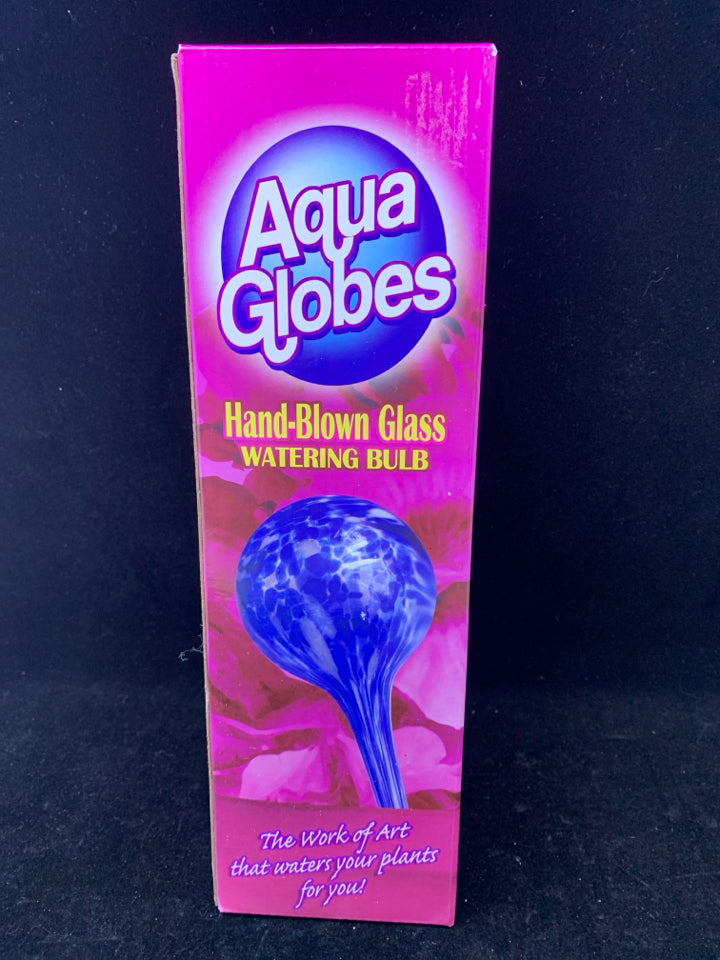 Aqua
Globes
Hand-Blown Glass
WATERING BULB
The Work of Art
that waters your plants
for you!